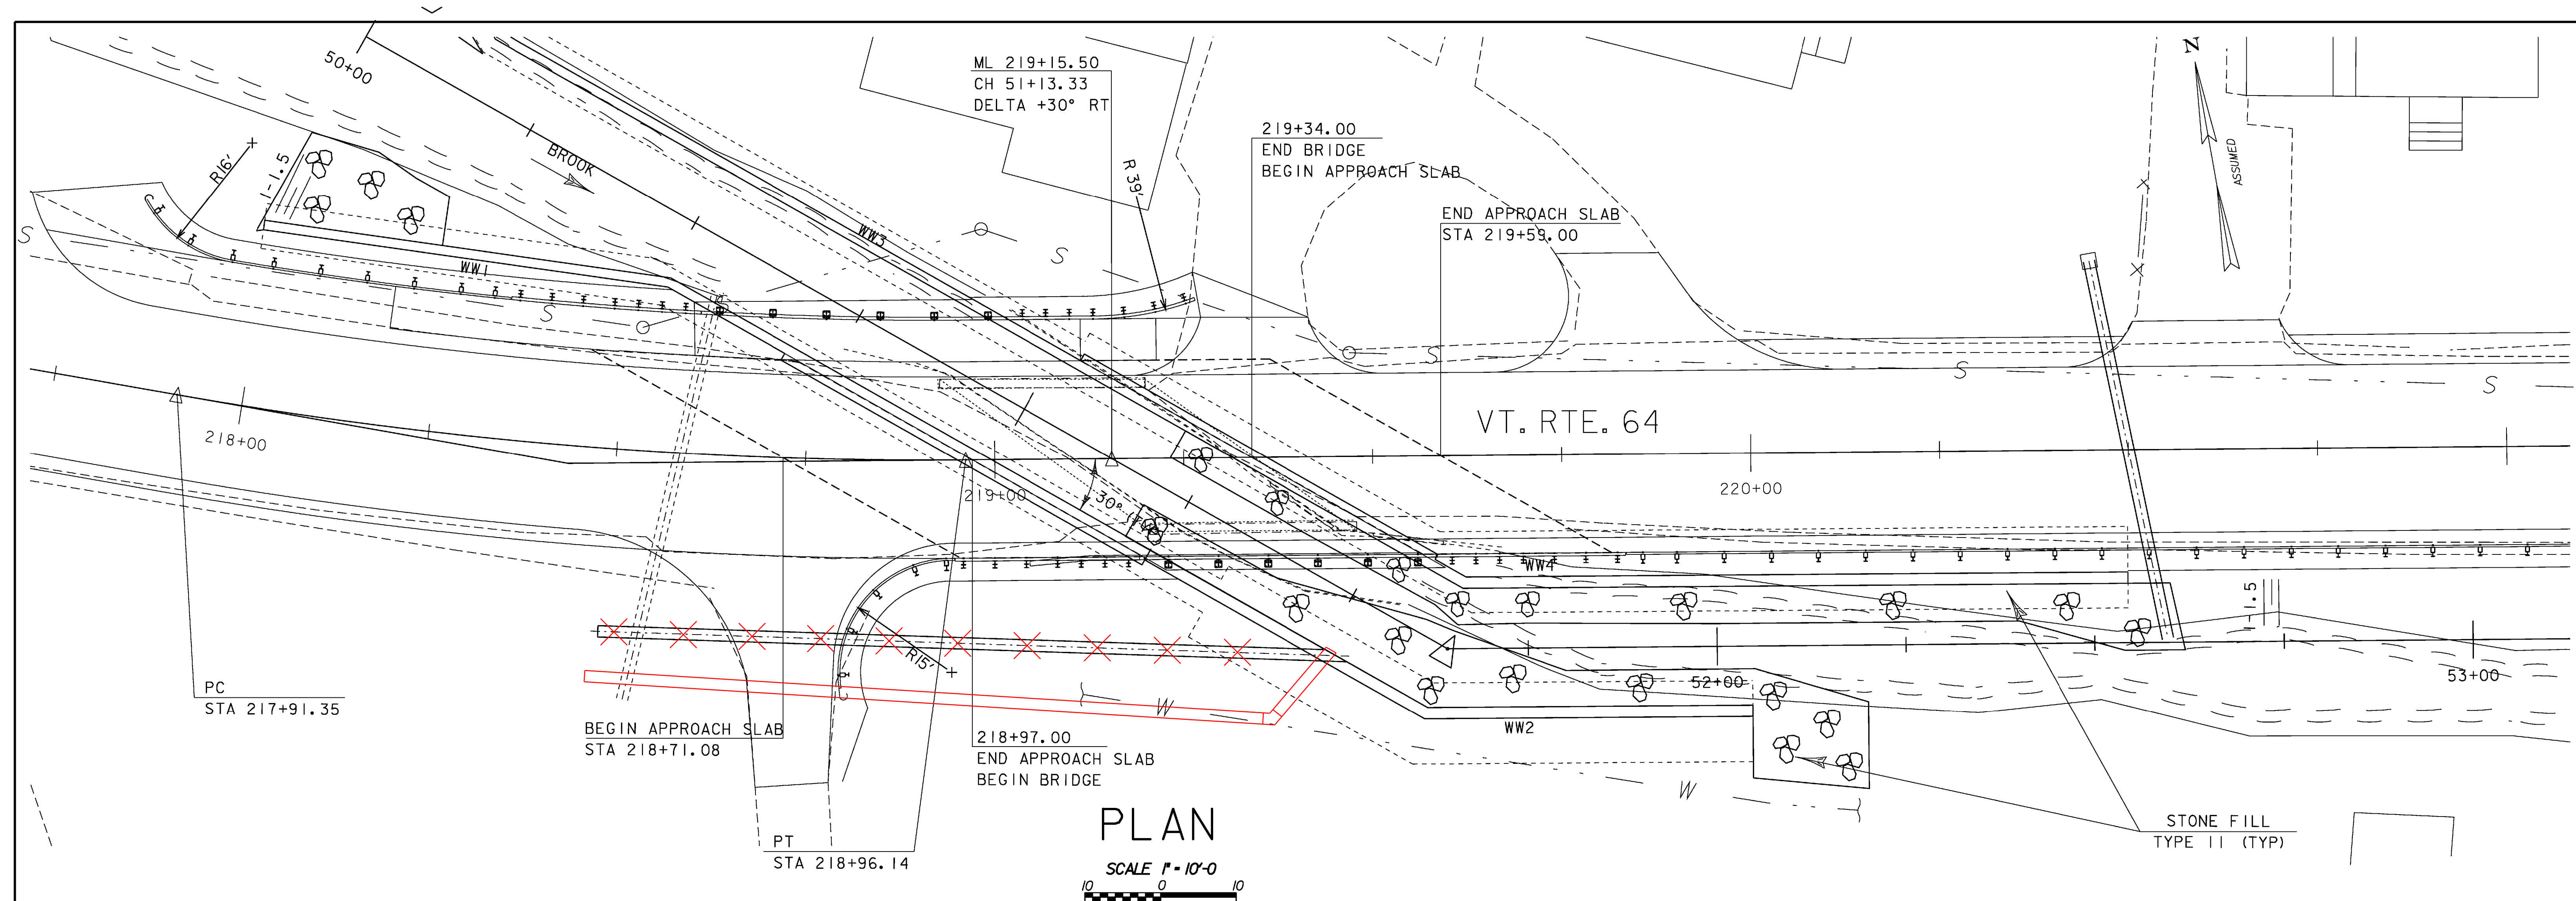 50+00
ML 219+15.50
CH 51+13.33
DELTA +30° RT
N
219+34.00
END BRIDGE
BEGIN APPROACH SLAB
BROOK
R16'
1-1.5
R 39'
ASSUMED
END APPROACH SLAB
STA 219+59.00
S
WW3
S
WW1
S
S
S
S
VT. RTE. 64
218+00
219+00
220+00
30° (TYP)
WW4
1-1.5
R15'
PC
STA 217+91.35
W
52+00
53+00
BEGIN APPROACH SLAB
STA 218+71.08
218+97.00
END APPROACH SLAB
BEGIN BRIDGE
WW2
W
PT
STA 218+96.14
PLAN
STONE FILL
TYPE II (TYP)
SCALE 1" = 10'-0
10 0 10